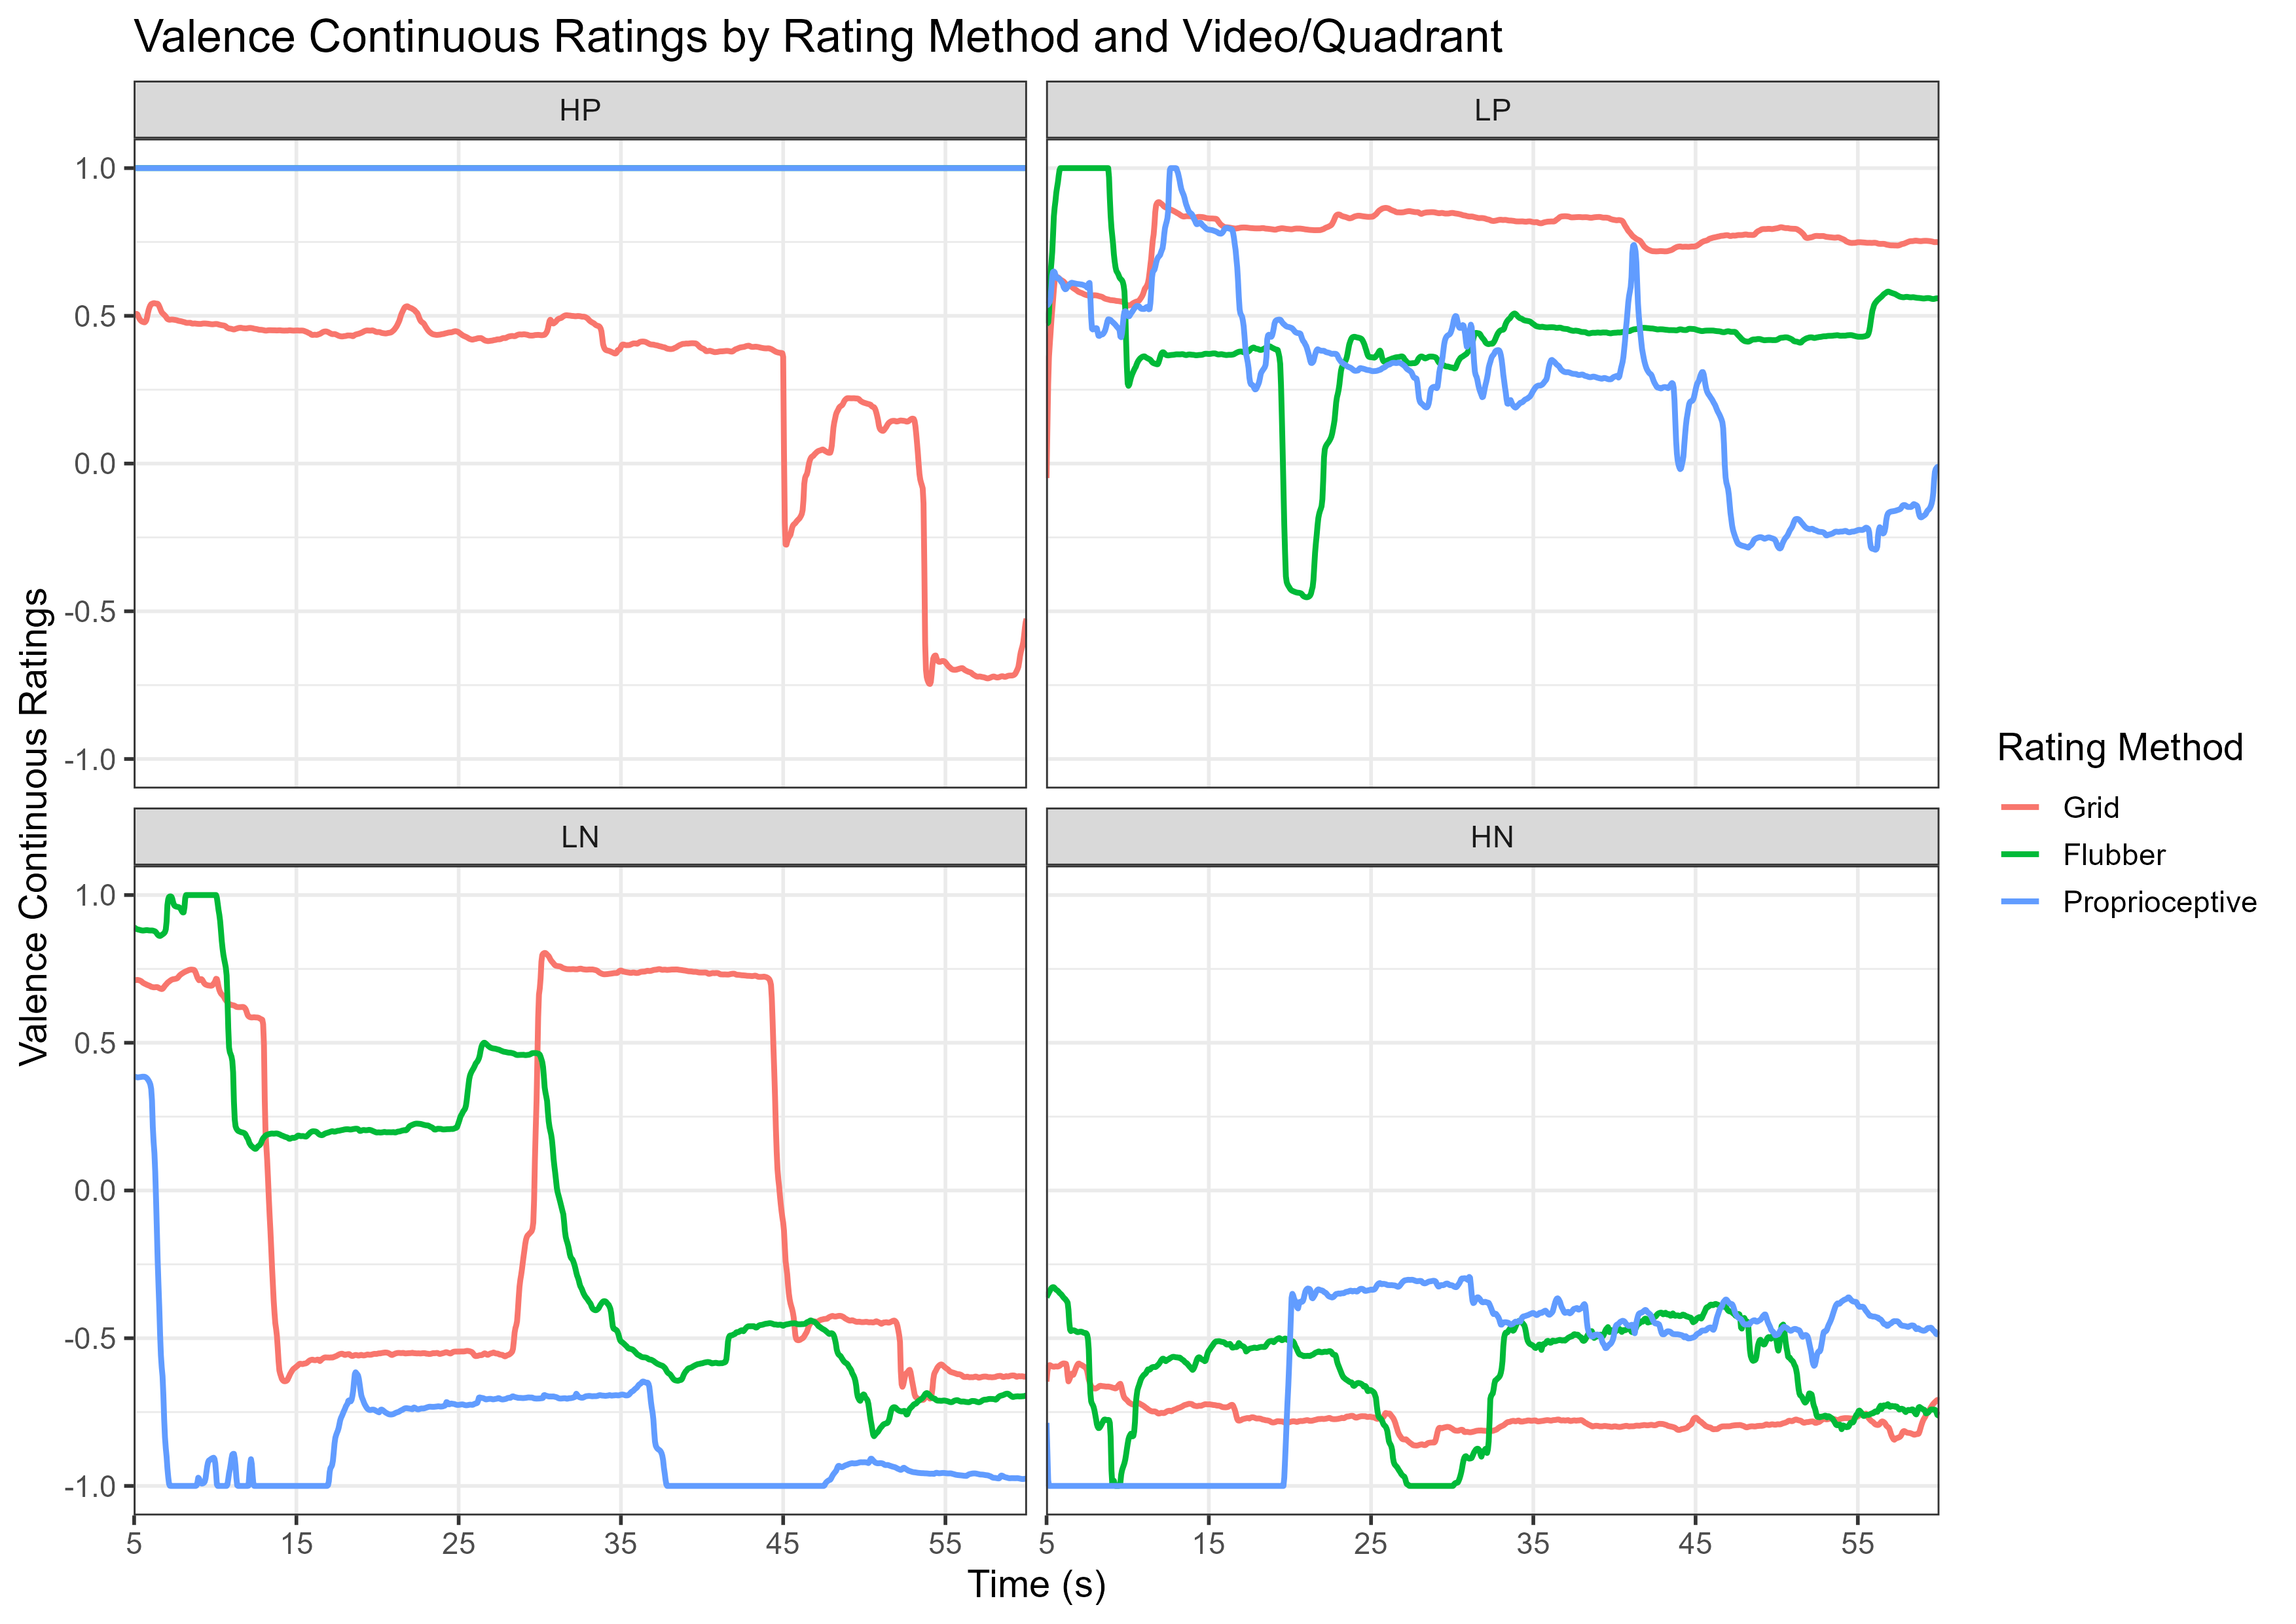 Valence Continuous Ratings by Rating Method and Video/Quadrant
HP
LP
1.0
0.5
0.0
-0.5
-1.0
LN
HN
1.0
0.5
0.0
-0.5
-1.0
5 15 25 35 45 55
5 15 25 35 45 55
Time (s)
Valence Continuous Ratings
Rating Method
Grid
Flubber
Proprioceptive